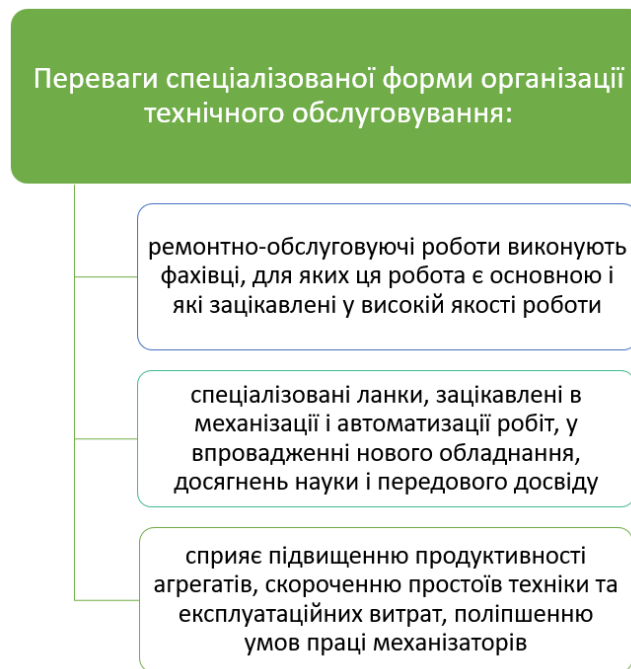 Переваги спеціалізованої форми організації
технічного обслуговування:
ремонтно-обслуговуючі роботи виконують
фахівці, для яких ця робота є основною і
які зацікавлені у високій якості роботи
спеціалізовані ланки, зацікавлені в
механізації і автоматизації робіт, у
впровадженні нового обладнання,
досягнень науки і передового досвіду
сприяє підвищенню продуктивності
агрегатів, скороченню простоїв техніки та
експлуатаційних витрат, поліпшенню
умов праці механізаторів